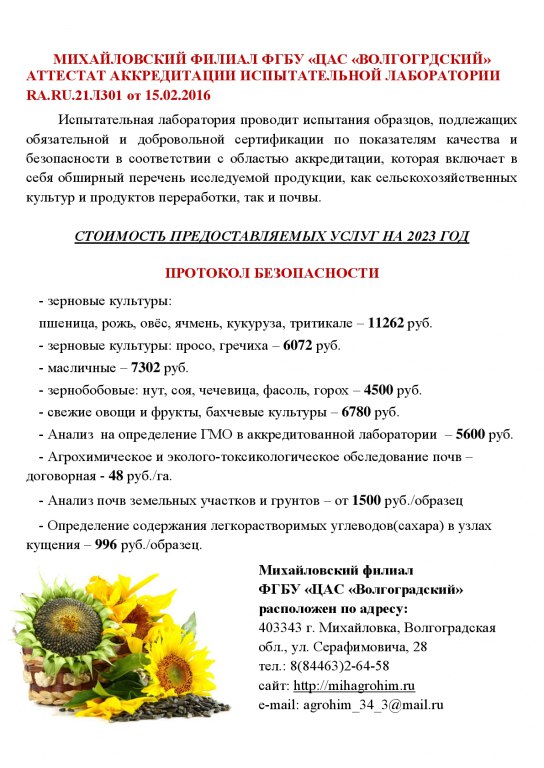 МИХАЙЛОВСКИЙ ФИЛИАЛ ФГБУ «ЦАС «ВОЛГОГРДСКИЙ»
АТТЕСТАТ АККРЕДИТАЦИИ ИСПЫТАТЕЛЬНОЙ ЛАБОРАТОРИИ
RA.RU.21Л301 от 15.02.2016
Испытательная лаборатория проводит испытания образцов, подлежащих
обязательной и добровольной сертификации по показателям качества и
безопасности в соответствии с областью аккредитации, которая включает в
себя обширный перечень исследуемой продукции, как сельскохозяйственных
культур и продуктов переработки, так и почвы.
СТОИМОСТЬ ПРЕДОСТАВЛЯЕМЫХ УСЛУГ НА 2023 ГОД
ПРОТОКОЛ БЕЗОПАСНОСТИ
- зерновые культуры:
пшеница, рожь, овёс, ячмень, кукуруза, тритикале – 11262 руб.
- зерновые культуры: просо, гречиха – 6072 руб.
- масличные – 7302 руб.
- зернобобовые: нут, соя, чечевица, фасоль, горох – 4500 руб.
- свежие овощи и фрукты, бахчевые культуры – 6780 руб.
- Анализ на определение ГМО в аккредитованной лаборатории – 5600 руб.
- Агрохимическое и эколого-токсикологическое обследование почв –
договорная - 48 руб./га.
- Анализ почв земельных участков и грунтов – от 1500 руб./образец
- Определение содержания легкорастворимых углеводов(сахара) в узлах
кущения – 996 руб./образец.
Михайловский филиал
ФГБУ «ЦАС «Волгоградский»
расположен по адресу:
403343 г. Михайловка, Волгоградская
обл., ул. Серафимовича, 28
тел.: 8(84463)2-64-58
сайт: http://mihagrohim.ru
e-mail: agrohim_34_3@mail.ru